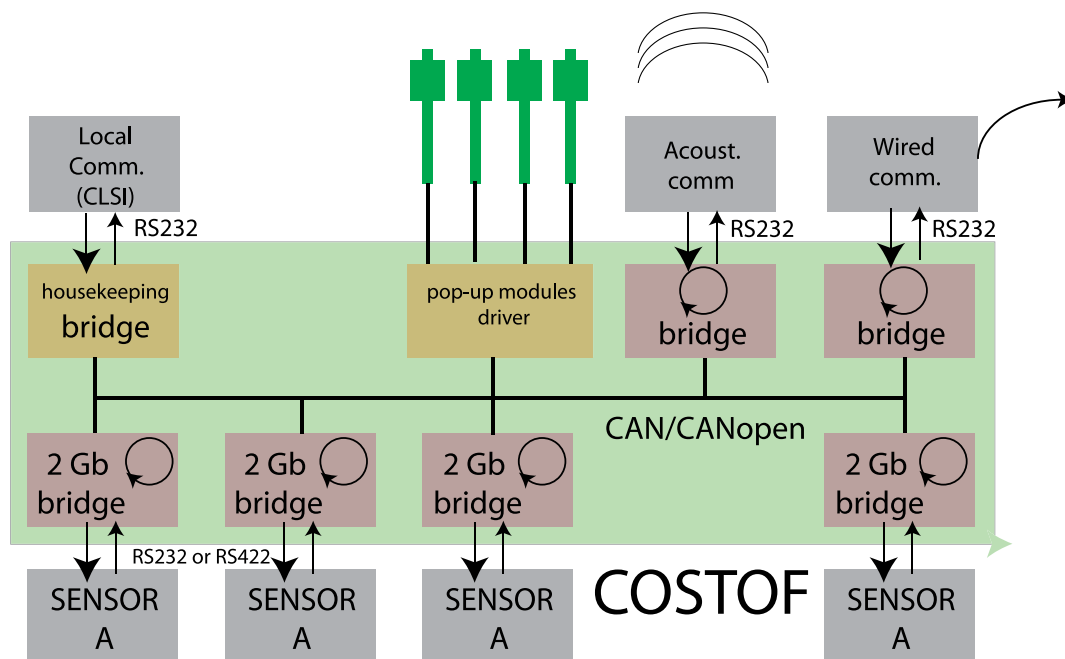 Local
Comm.
(CLSI)
Acoust.
comm
Wired
comm.
RS232
RS232
RS232
housekeeping
bridge
pop-up modules
driver
bridge
bridge
CAN/CANopen
2 Gb
bridge
2 Gb
bridge
2 Gb
bridge
2 Gb
bridge
RS232 or RS422
COSTOF
SENSOR
A
SENSOR
A
SENSOR
A
SENSOR
A